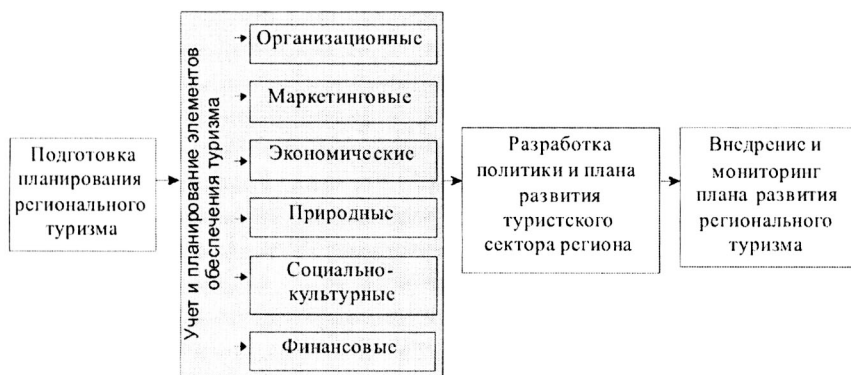 Подготовка
планирования
регионального
туризма
Учет и планирование элементов
обеспечения туризма
Организационные
Маркетинговые
Экономические
Природные
Социально-
культурные
Финансовые
Разработка
политики и плана
развития
туристского
сектора региона
Внедрение и
мониторинг
плана развития
регионального
туризма